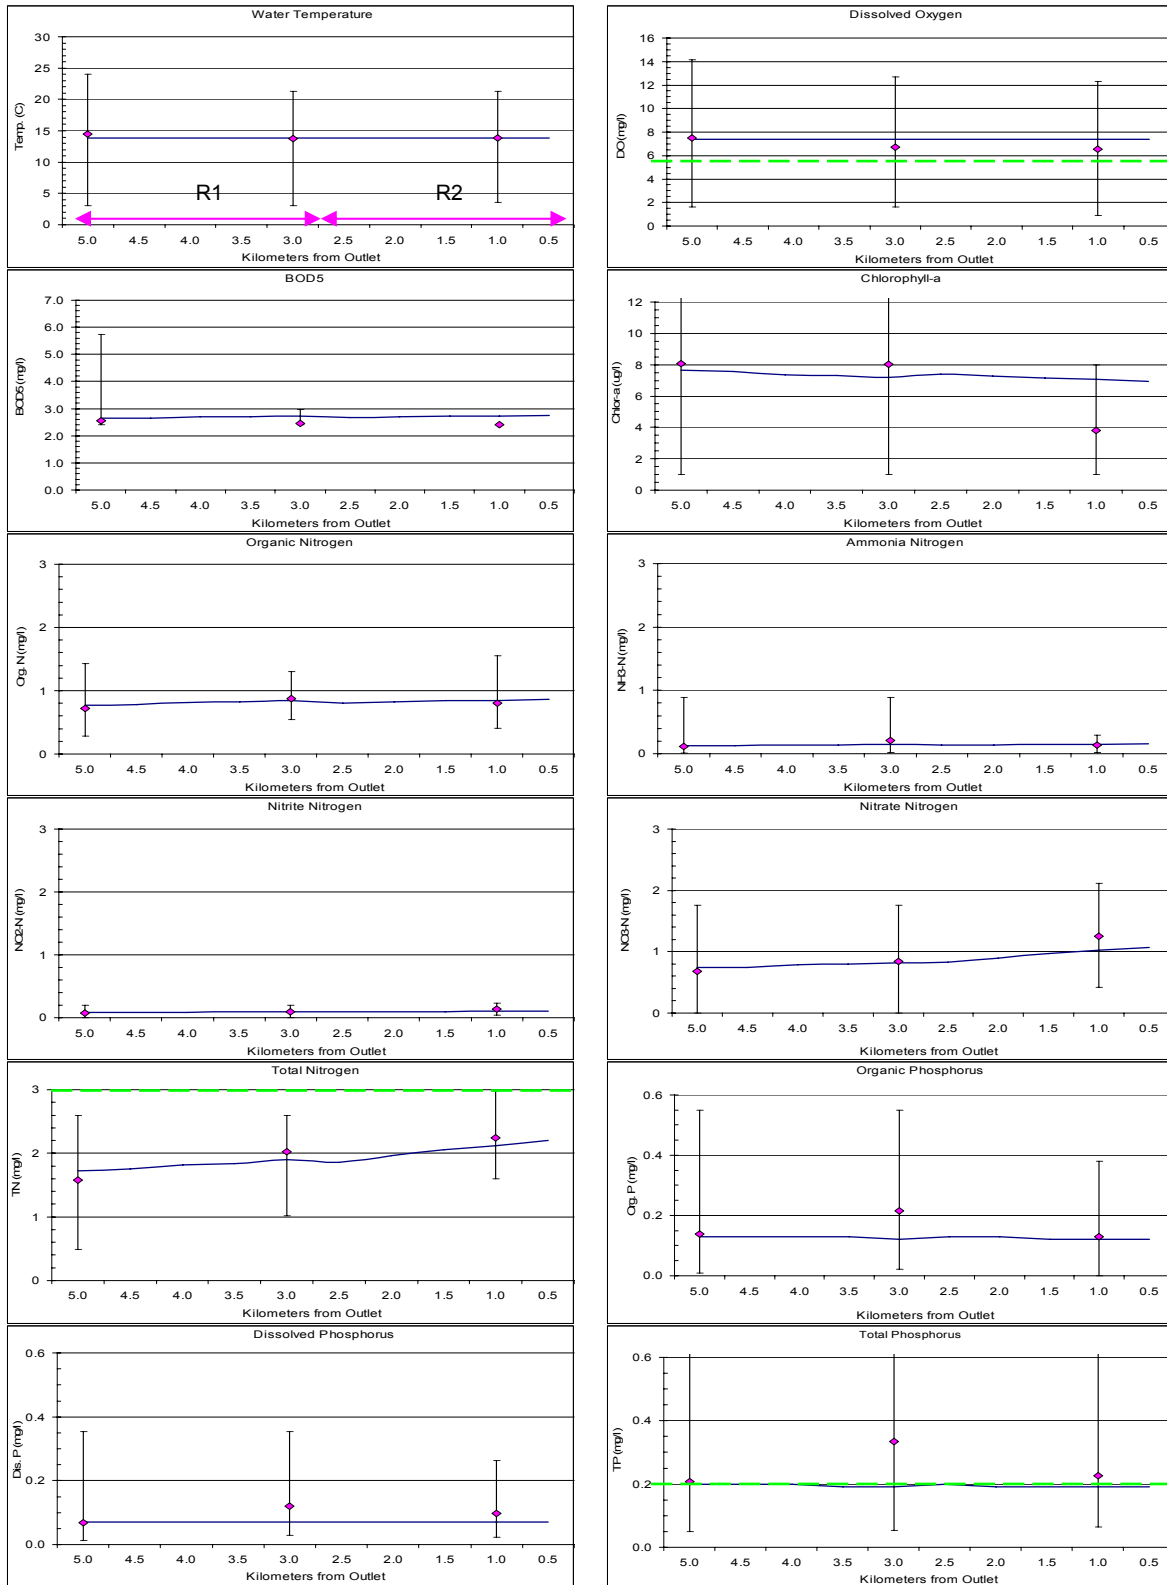 Water Temperature
30
25
20
15
10
5
0
Temp. (C)
R1 R2
5.0 4.5 4.0 3.5 3.0 2.5 2.0 1.0 0.5
Kilometers from Outlet
Dissolved Oxygen
16
14
12
10
8
6
4
2
0
DO(mg/l)
5.0 4.5 4.0 3.5 3.0 2.5 2.0 1.0 0.5
Kilometers from Outlet
BOD5
7.0
6.0
5.0
4.0
3.0
2.0
1.0
0.0
BOD5 (mg/l)
5.0 4.5 4.0 3.5 3.0 2.5 2.0 1.5 1.0 0.5
Kilometers from Outlet
Chlorophyll-a
12
10
8
6
4
2
0
Chlor-a (ug/l)
5.0 4.5 4.0 3.5 3.0 2.5 2.0 1.5 1.0 0.5
Kilometers from Outlet
Organic Nitrogen
3
2
1
0
Org. N (mg/l)
5.0 4.5 4.0 3.5 3.0 2.5 2.0 1.5 1.0 0.5
Kilometers from Outlet
Ammonia Nitrogen
3
2
1
0
NH3-N (mg/l)
5.0 4.5 4.0 3.5 3.0 2.5 2.0 1.5 1.0 0.5
Kilometers from Outlet
Nitrite Nitrogen
3
2
1
0
NO2-N (mg/l)
5.0 4.5 4.0 3.5 3.0 2.5 2.0 1.5 1.0 0.5
Kilometers from Outlet
Nitrate Nitrogen
3
2
1
0
NO3-N (mg/l)
5.0 4.5 4.0 3.5 3.0 2.5 2.0 1.5 1.0 0.5
Kilometers from Outlet
Total Nitrogen
3
2
1
0
TN (mg/l)
5.0 4.5 4.0 3.5 3.0 2.5 2.0 1.5 1.0 0.5
Kilometers from Outlet
Organic Phosphorus
0.6
0.4
0.2
0.0
Org. P (mg/l)
5.0 4.5 4.0 3.5 3.0 2.5 2.0 1.5 1.0 0.5
Kilometers from Outlet
Dissolved Phosphorus
0.6
0.4
0.2
0.0
Dis. P (mg/l)
5.0 4.5 4.0 3.5 3.0 2.5 2.0 1.5 1.0 0.5
Kilometers from Outlet
Total Phosphorus
0.6
0.4
0.2
0.0
TP (mg/l)
5.0 4.5 4.0 3.5 3.0 2.5 2.0 1.5 1.0 0.5
Kilometers from Outlet